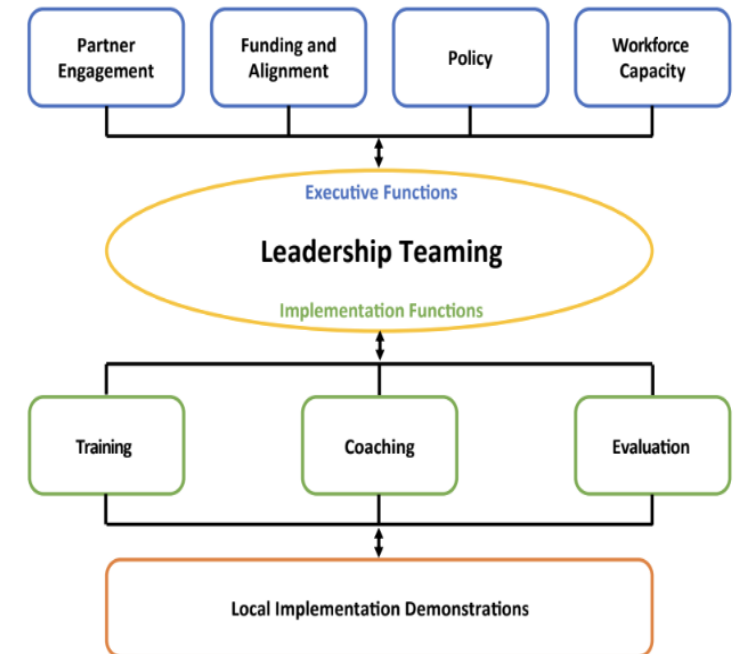 Partner
Engagement
Funding and
Alignment
Policy
Workforce
Capacity
Executive Functions
Leadership Teaming
Implementation Functions
Training
Coaching
Evaluation
Local Implementation Demonstrations